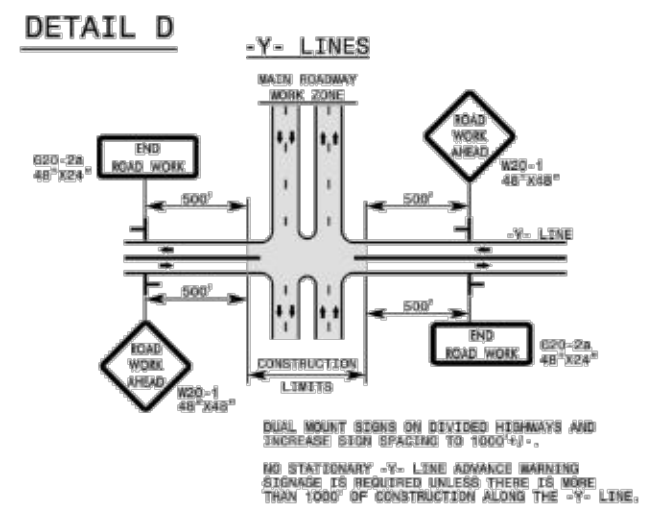 DETAIL D
-Y- LINES
MAIN ROADWAY
WORK ZONE
END
ROAD WORK
G20-2a
48"X24"
ROAD
WORK
AHEAD
W20-1
48"X48"
500'
500'
-Y- LINE
500'
500'
ROAD
WORK
AHEAD
W20-1
48"X48"
END
ROAD WORK
G20-2a
48"X24"
CONSTRUCTION
LIMITS
DUAL MOUNT SIGNS ON DIVIDED HIGHWAYS AND
INCREASE SIGN SPACING TO 1000'+/-.
NO STATIONARY -Y- LINE ADVANCE WARNING
SIGNAGE IS REQUIRED UNLESS THERE IS MORE
THAN 1000' OF CONSTRUCTION ALONG THE -Y- LINE.